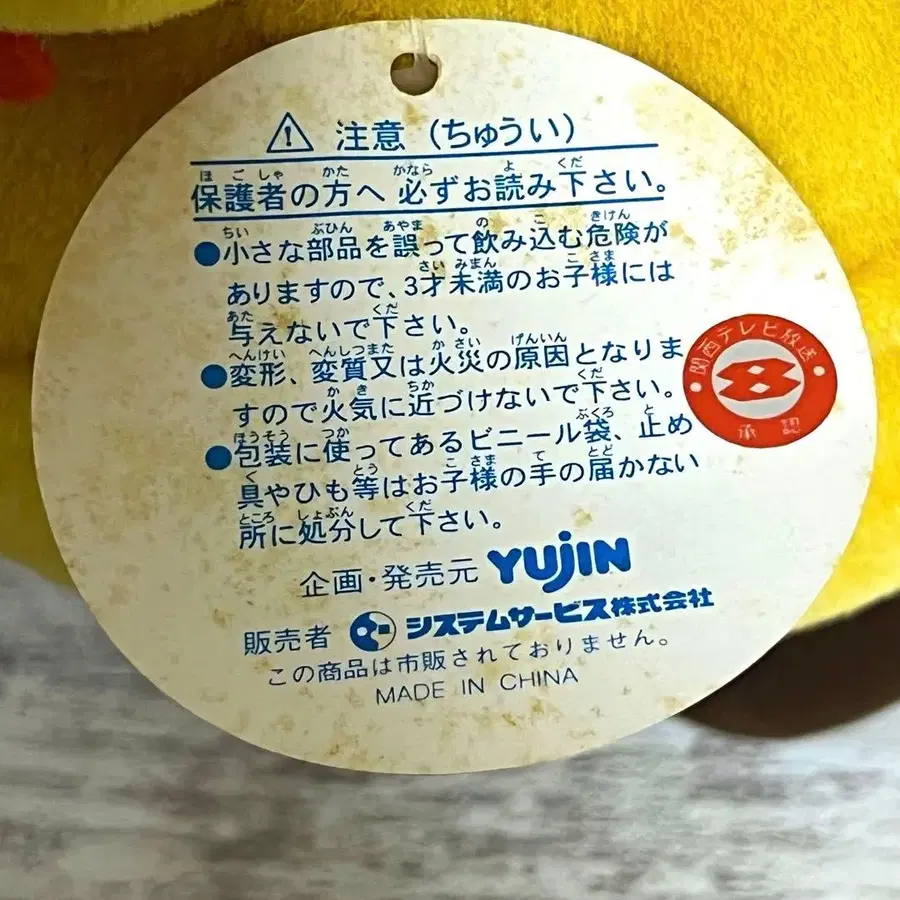 注意（ちゅうい）
保護者の方へ 必ずお読み下さい。
●小さな部品を誤って飲み込む危険が
ありますので、3才未満のお子様には
与えないで下さい。
●変形、変質又は火災の原因となりま
すので火気に近づけないで下さい。
●包装に使ってあるビニール袋、止め
具やひも等はお子様の手の届かない
所に処分して下さい。
企画・発売元 YUJIN
販売者 システムサービス株式会社
この商品は市販されておりません。
MADE IN CHINA
・関西テレビ放送・
8
承認